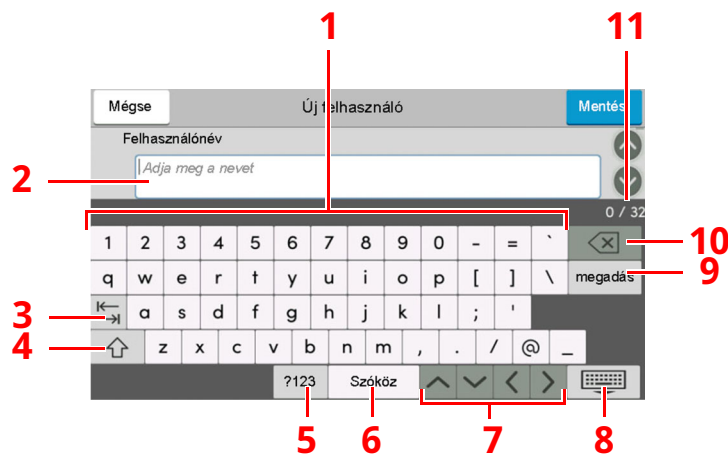 1 11
Mégse Új felhasználó Mentés
Felhasználónév
2 Adja meg a nevet
0 / 32
1 2 3 4 5 6 7 8 9 0 - = ` 10
q w e r t y u i o p [ ] \ megadás 9
3 a s d f g h j k l ; '
4 z x c v b n m , . / @ _
?123 Szóköz
5 6 7 8